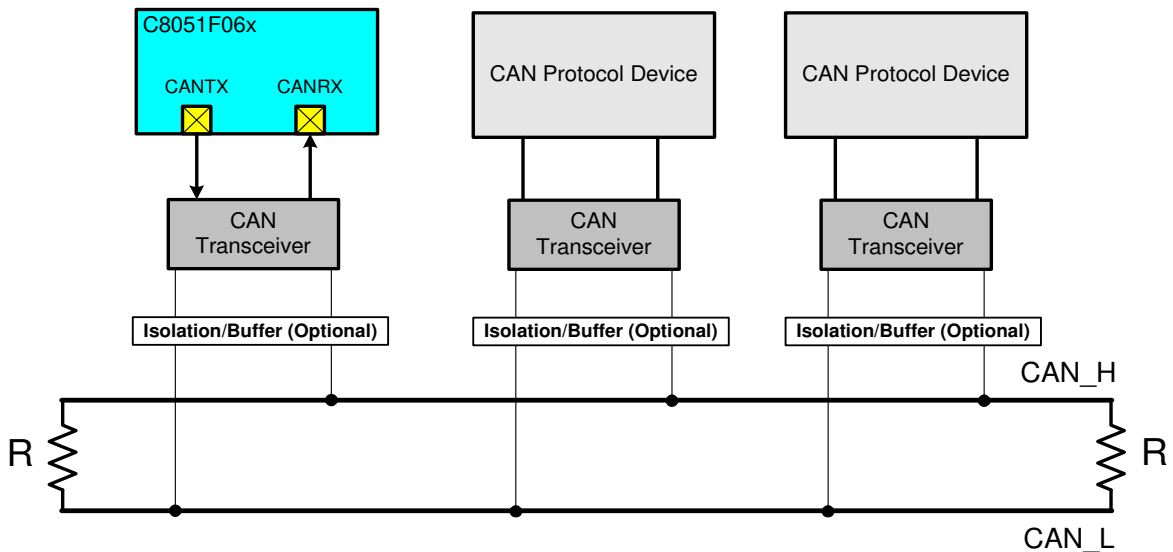 C8051F06x
CANTX
CANRX
CAN Protocol Device
CAN Protocol Device
CAN
Transceiver
CAN
Transceiver
CAN
Transceiver
Isolation/Buffer (Optional)
Isolation/Buffer (Optional)
Isolation/Buffer (Optional)
CAN_H
R
R
CAN_L